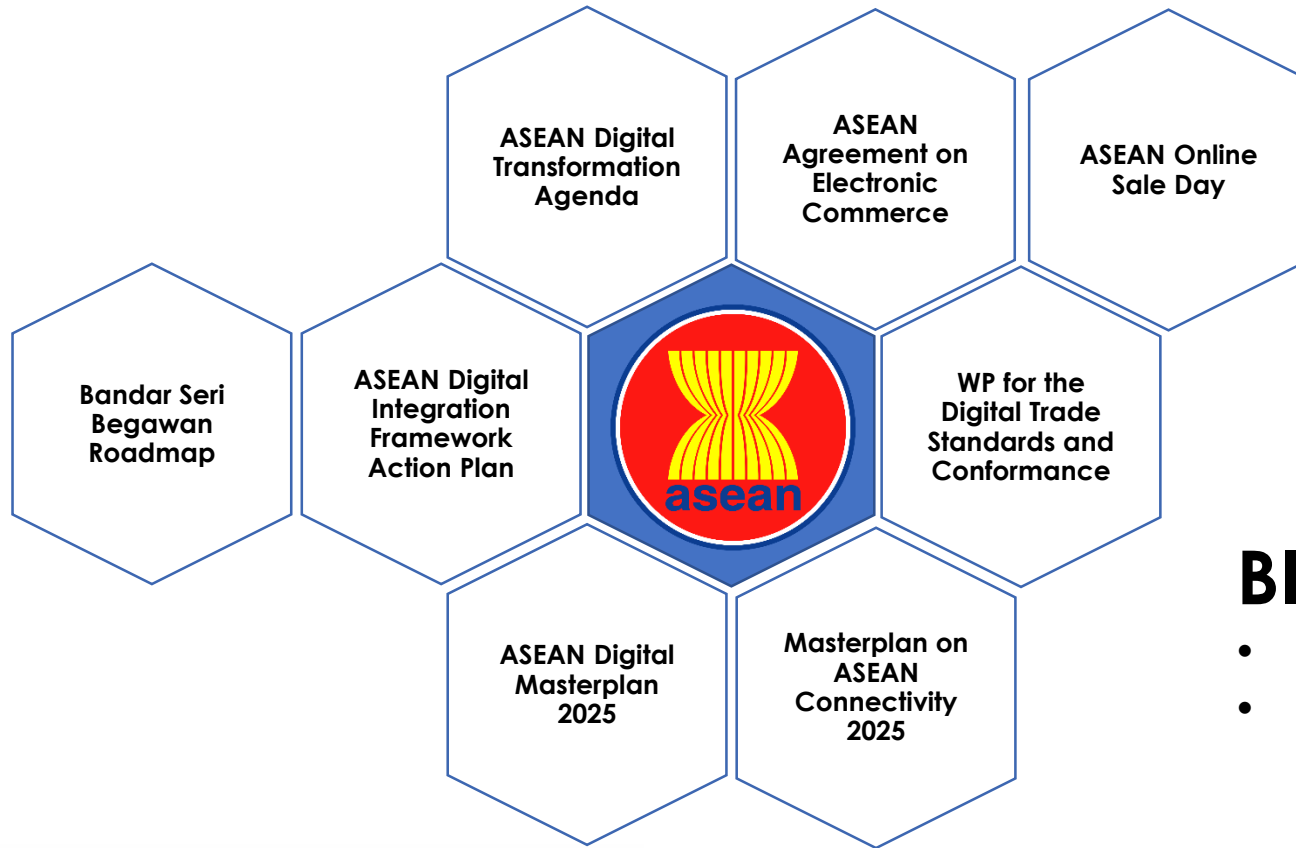 ASEAN Digital
Transformation
Agenda
ASEAN
Agreement on
Electronic
Commerce
ASEAN Online
Sale Day
Bandar Seri
Begawan
Roadmap
ASEAN Digital
Integration
Framework
Action Plan
asean
WP for the
Digital Trade
Standards and
Conformance
ASEAN Digital
Masterplan
2025
Masterplan on
ASEAN
Connectivity
2025